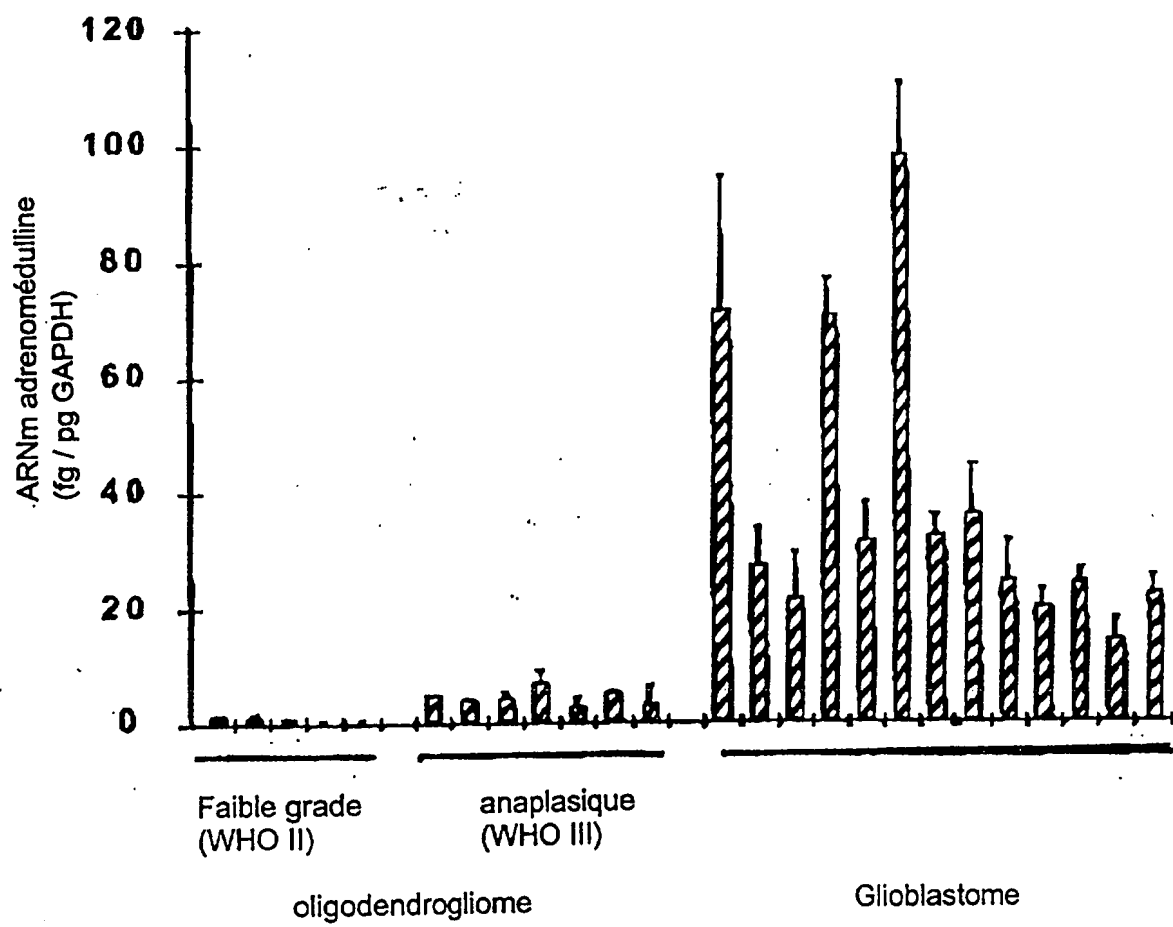 120
100
80
60
40
20
0
.ARNm adrenomédulline
(fg / pg GAPDH)
Faible grade
(WHO II)
anaplasique
(WHO III)
oligodendrogliome
Glioblastome